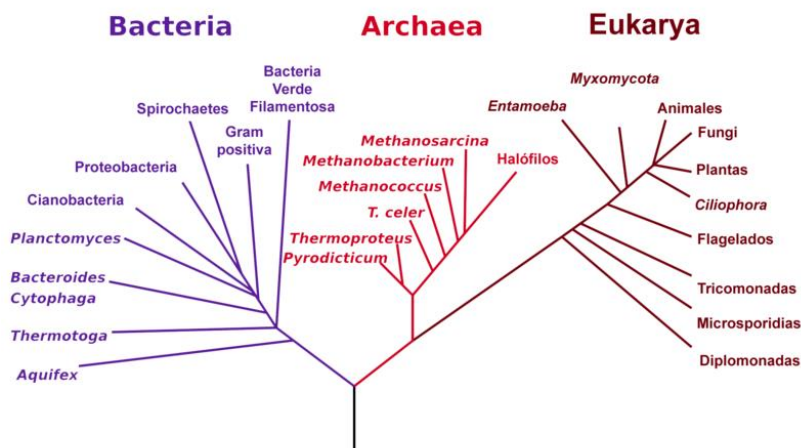 Bacteria
Archaea
Eukarya
Bacteria
Verde
Filamentosa
Spirochaetes
Gram
positiva
Proteobacteria
Cianobacteria
Planctomyces
Bacteroides
Cytophaga
Thermotoga
Aquifex
Methanosarcina
Methanobacterium
Halófilos
Methanococcus
T. celer
Thermoproteus
Pyrodicticum
Myxomycota
Entamoeba
Animales
Fungi
Plantas
Ciliophora
Flagelados
Tricomonadas
Microsporidias
Diplomonadas